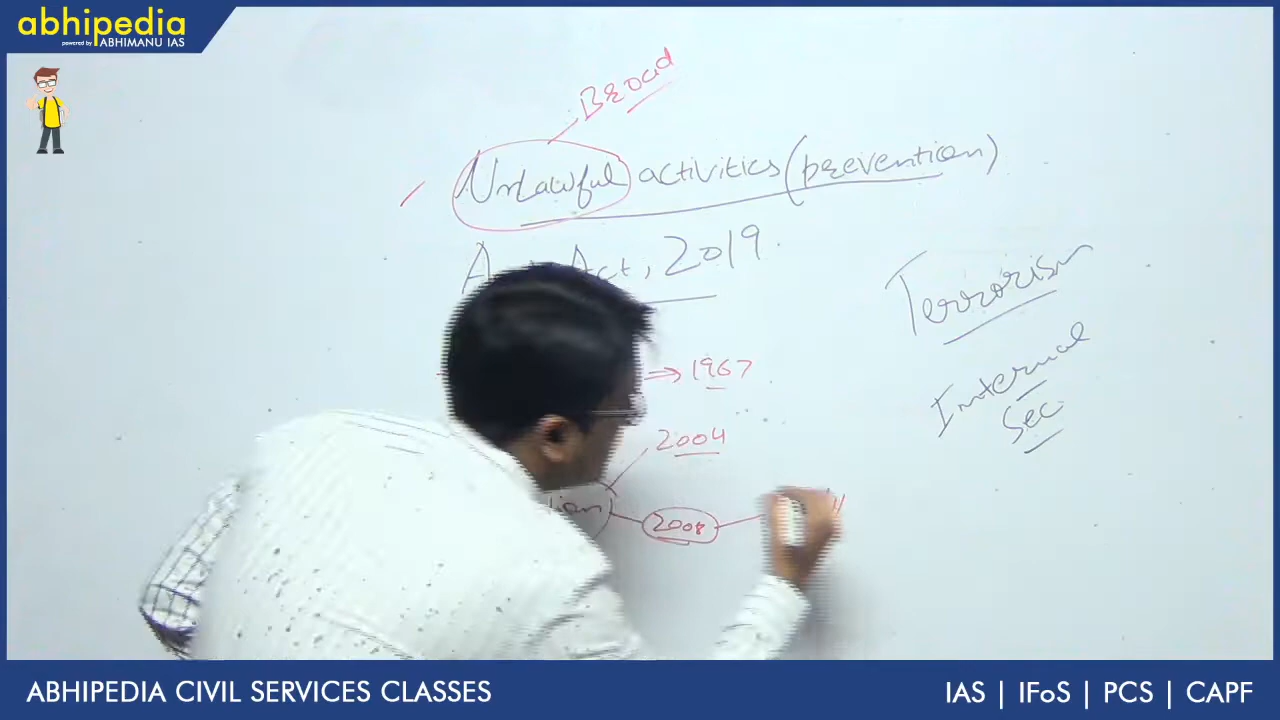 abhipedia
powered by ABHIMANU IAS
Broad
Unlawful activities (prevention)
Act, 2019
Terrorism
1967
Internal
Sec
2004
2008
ABHIPEDIA CIVIL SERVICES CLASSES
IAS | IFoS | PCS | CAPF